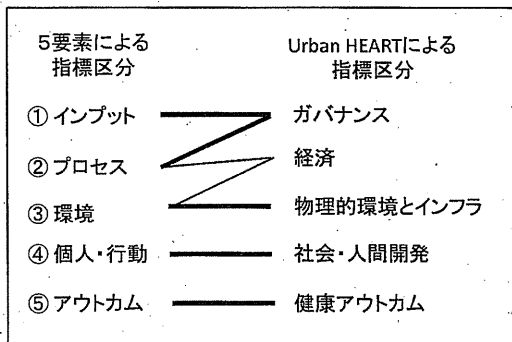 5要素による
指標区分
Urban HEARTによる
指標区分
① インプット
ガバナンス
② プロセス
経済
③ 環境
物理的環境とインフラ
④ 個人・行動
社会・人間開発
⑤ アウトカム
健康アウトカム